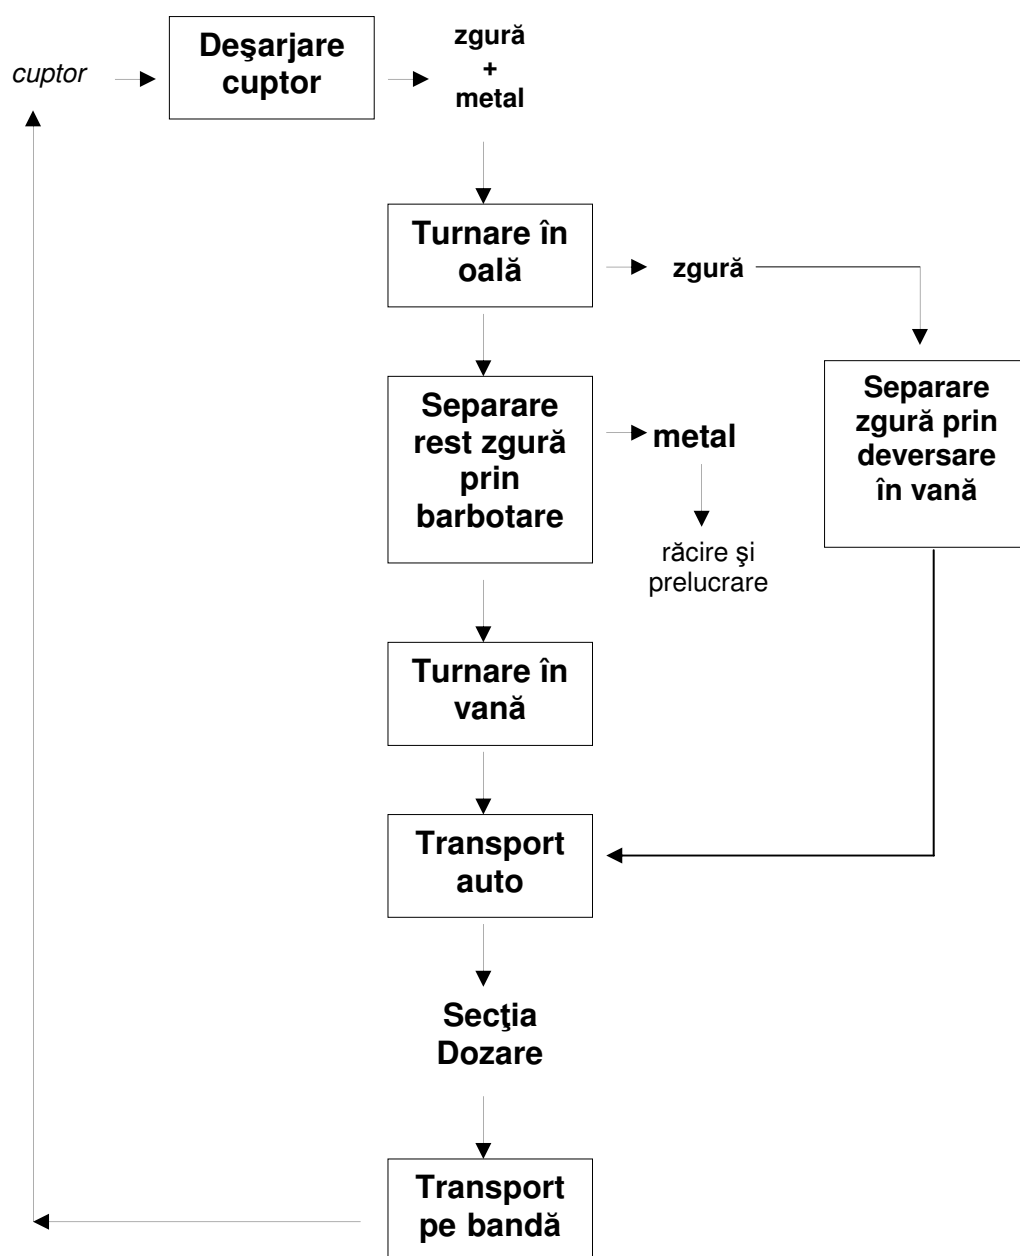 cuptor
Deşarjare
cuptor
zgură
+
metal
Turnare în
oală
zgură
Separare
rest zgură
prin
barbotare
metal
răcire şi
prelucrare
Separare
zgură prin
deversare
în vană
Turnare în
vană
Transport
auto
Secţia
Dozare
Transport
pe bandă